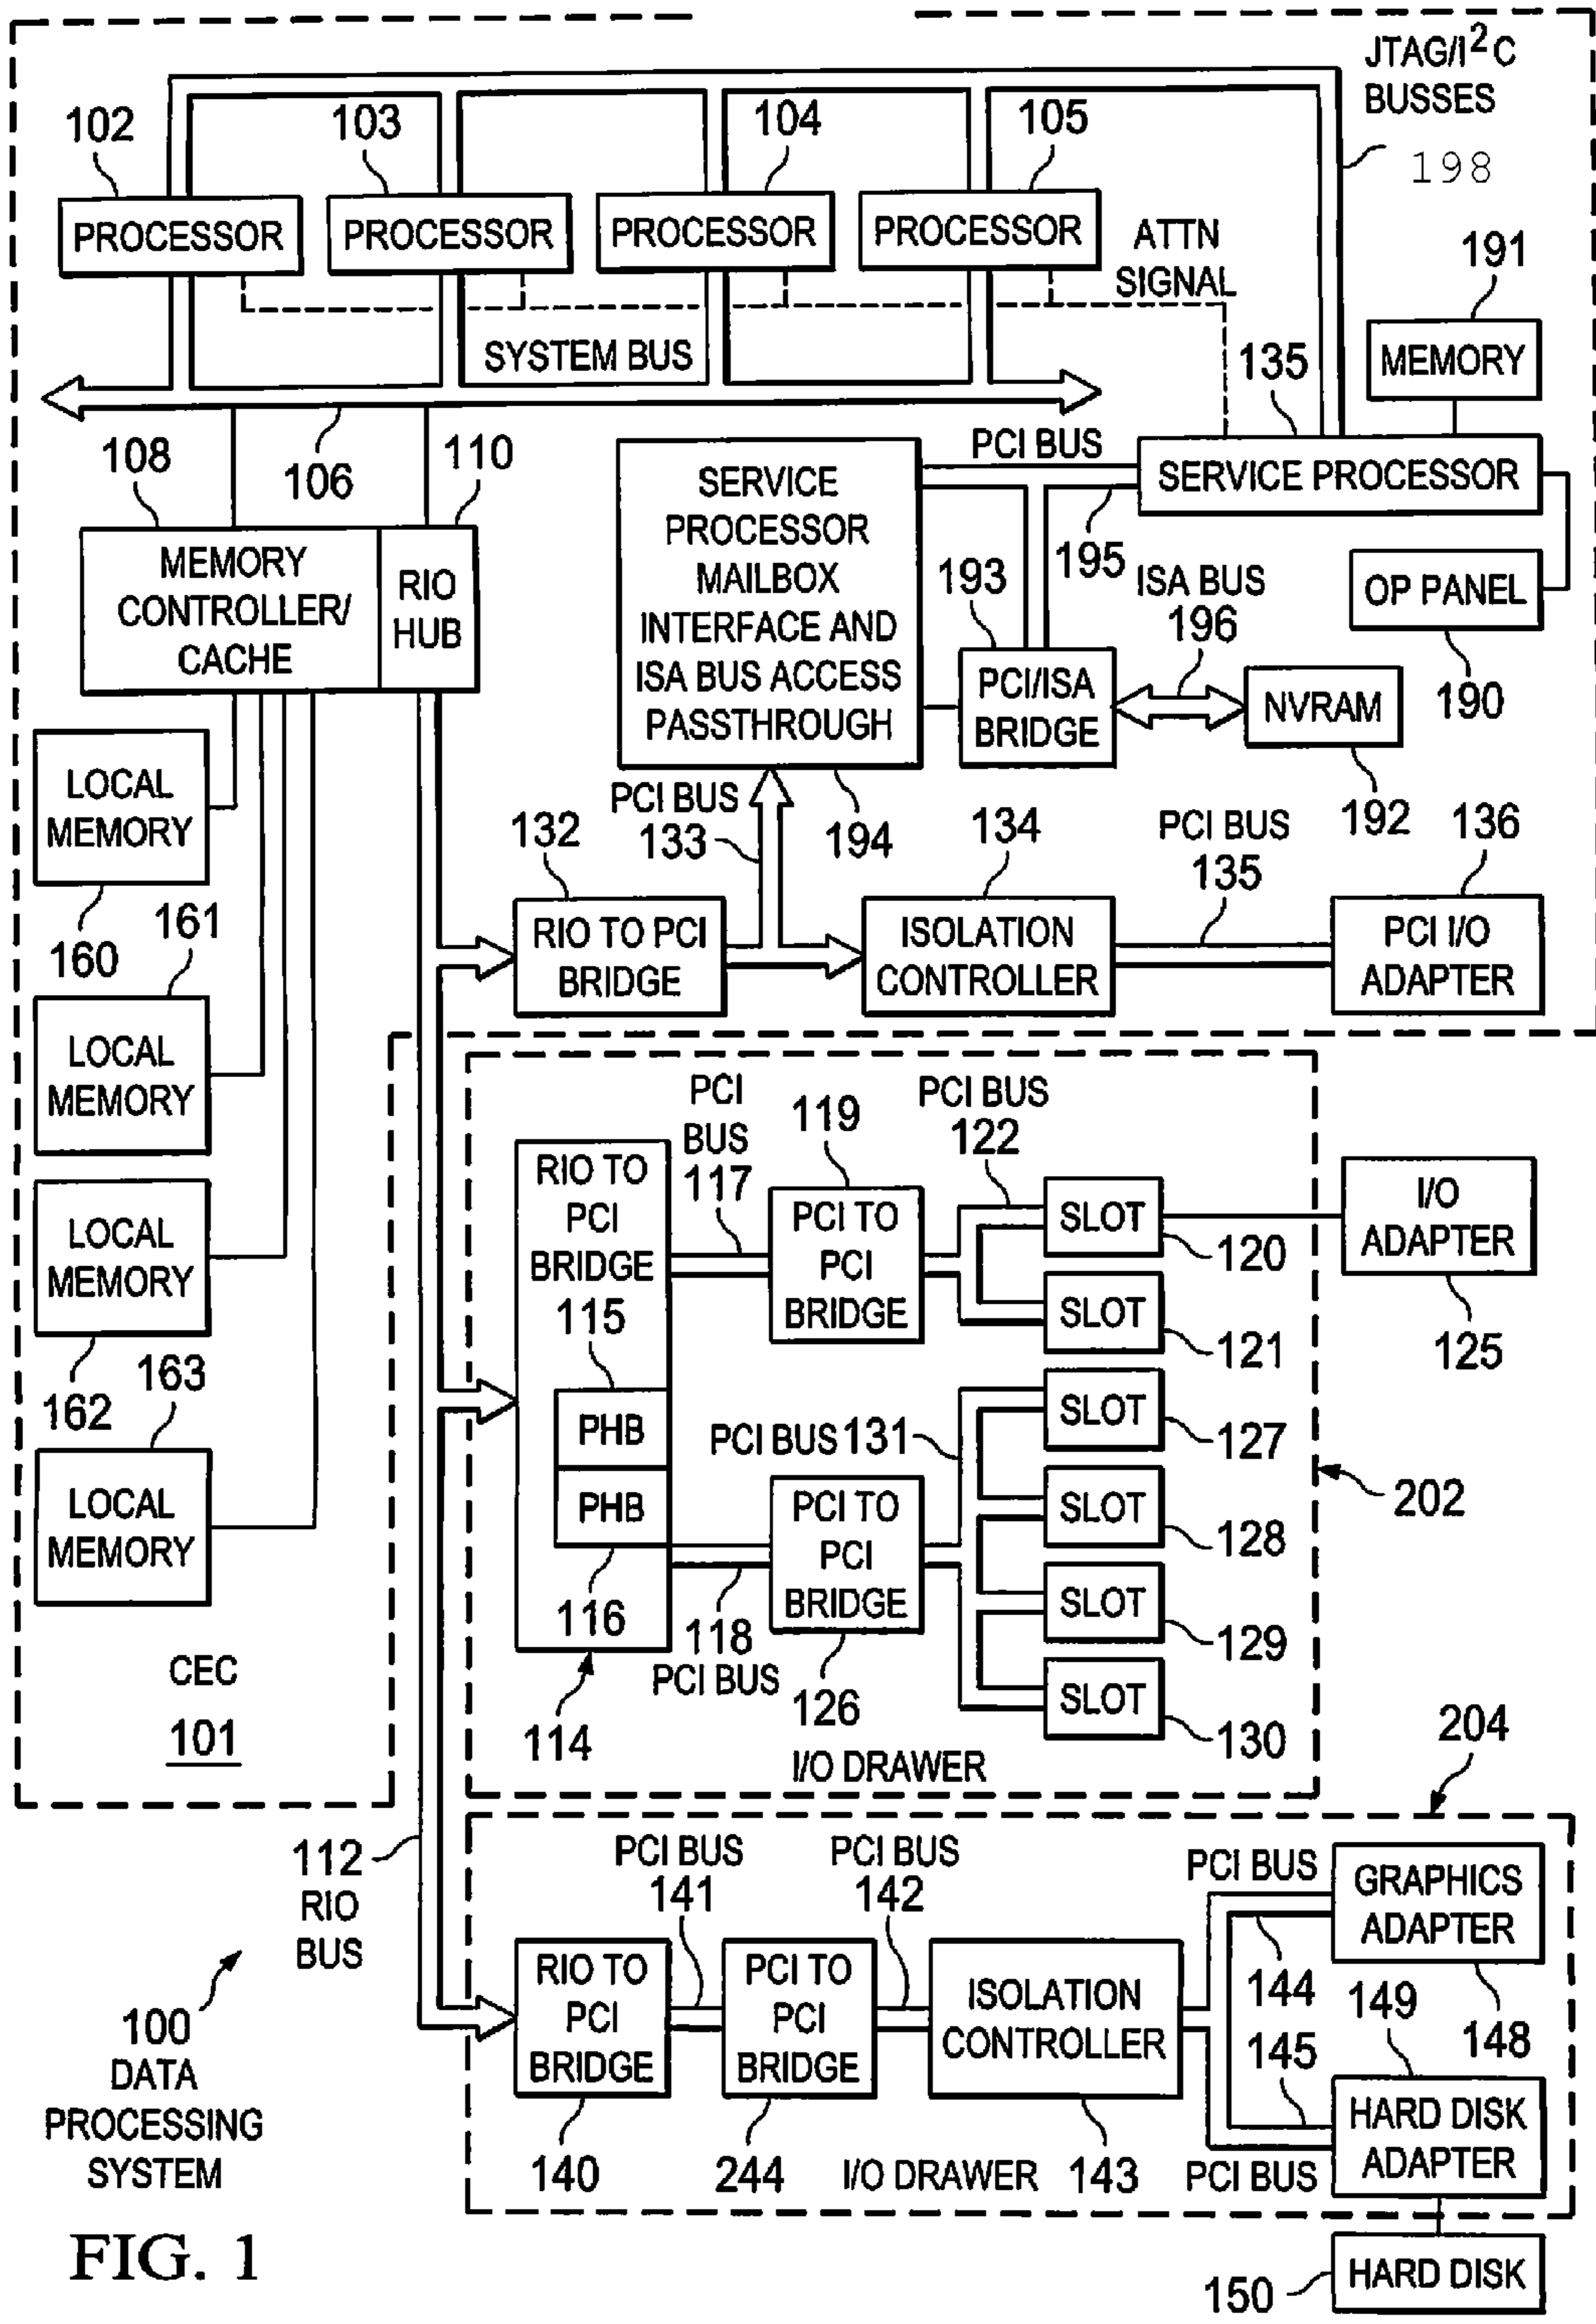 JTAG/I²C
BUSSES
198
102
103
104
105
PROCESSOR
PROCESSOR
PROCESSOR
PROCESSOR
ATTN
SIGNAL
191
SYSTEM BUS
135
MEMORY
108
106
110
PCI BUS
SERVICE PROCESSOR
195
MEMORY
CONTROLLER/
CACHE
RIO
HUB
SERVICE
PROCESSOR
MAILBOX
INTERFACE AND
ISA BUS ACCESS
PASSTHROUGH
193
ISA BUS
196
OP PANEL
190
PCI/ISA
BRIDGE
NVRAM
192
LOCAL
MEMORY
160
PCI BUS
133
194
132
134
PCI BUS
135
136
RIO TO PCI
BRIDGE
ISOLATION
CONTROLLER
PCI I/O
ADAPTER
161
LOCAL
MEMORY
LOCAL
MEMORY
162
163
LOCAL
MEMORY
CEC
101
PCI
BUS
117
119
PCI BUS
122
RIO TO
PCI
BRIDGE
115
PHB
PHB
116
114
PCI TO
PCI
BRIDGE
SLOT
120
SLOT
121
I/O
ADAPTER
125
PCI BUS 131
SLOT
127
SLOT
128
SLOT
129
SLOT
130
202
PCI TO
PCI
BRIDGE
118
PCI BUS
126
I/O DRAWER
204
112
RIO
BUS
PCI BUS
141
PCI BUS
142
PCI BUS
144
GRAPHICS
ADAPTER
148
RIO TO
PCI
BRIDGE
140
PCI TO
PCI
BRIDGE
244
ISOLATION
CONTROLLER
143
I/O DRAWER
145
PCI BUS
149
HARD DISK
ADAPTER
100
DATA
PROCESSING
SYSTEM
150
HARD DISK
FIG. 1